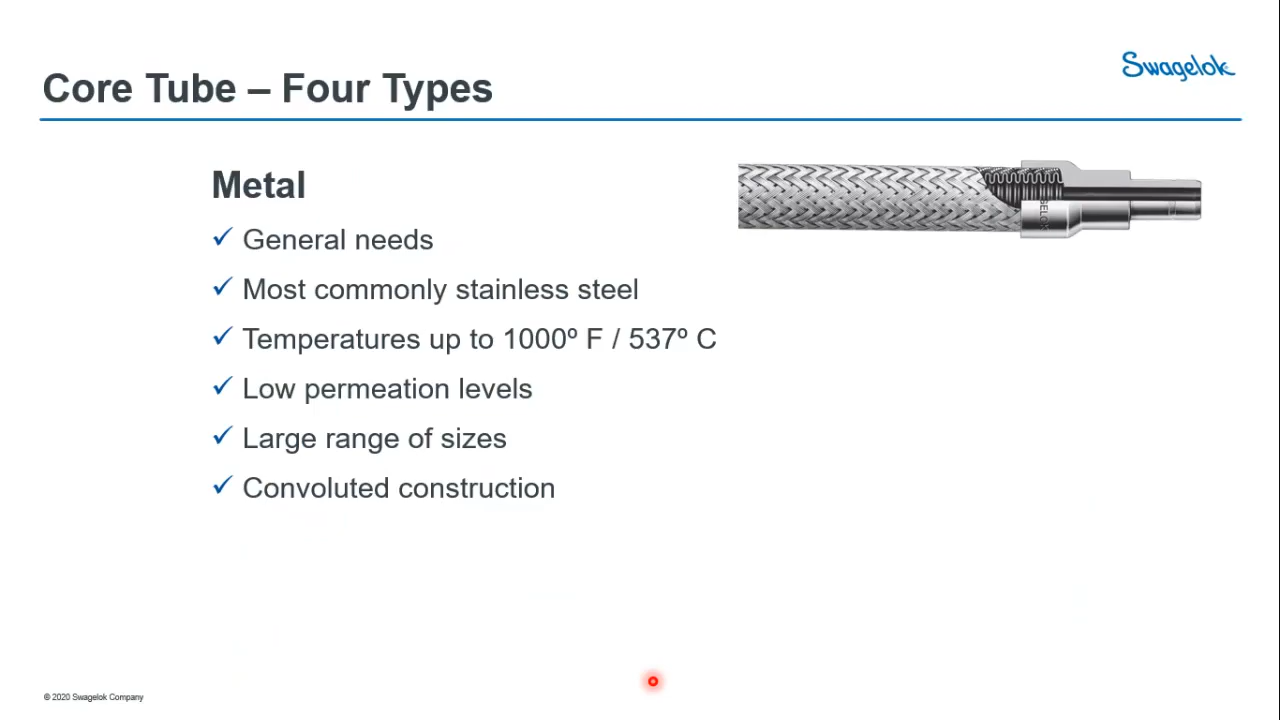 Core Tube – Four Types
Swagelok
Metal
✓ General needs
✓ Most commonly stainless steel
✓ Temperatures up to 1000º F / 537º C
✓ Low permeation levels
✓ Large range of sizes
✓ Convoluted construction
© 2020 Swagelok Company